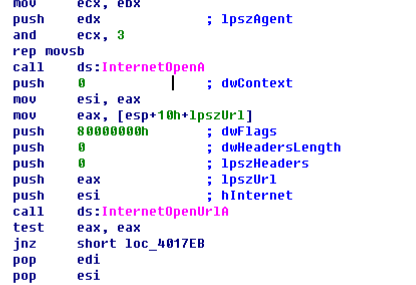 mov ecx, ebx
push edx ; lpszAgent
and ecx, 3
rep movsb
call ds:InternetOpenA
push 0 ; dwContext
mov esi, eax
mov eax, [esp+10h+lpszUrl]
push 80000000h ; dwFlags
push 0 ; dwHeadersLength
push 0 ; lpszHeaders
push eax ; lpszUrl
push esi ; hInternet
call ds:InternetOpenUrlA
test eax, eax
jnz short loc_4017EB
pop edi
pop esi